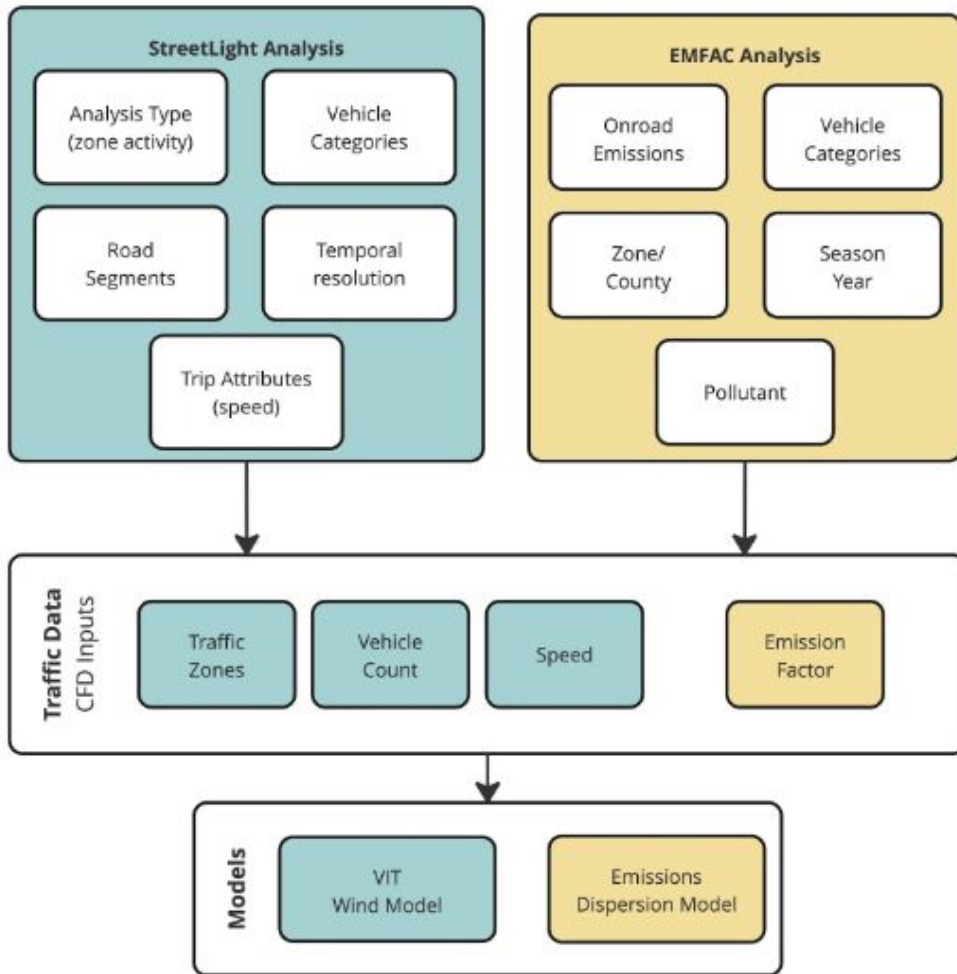 StreetLight Analysis
Analysis Type
(zone activity)
Vehicle
Categories
Road
Segments
Temporal
resolution
Trip Attributes
(speed)
EMFAC Analysis
Onroad
Emissions
Vehicle
Categories
Zone/
County
Season
Year
Pollutant
Traffic Data
CFD Inputs
Traffic
Zones
Vehicle
Count
Speed
Emission
Factor
Models
VIT
Wind Model
Emissions
Dispersion Model